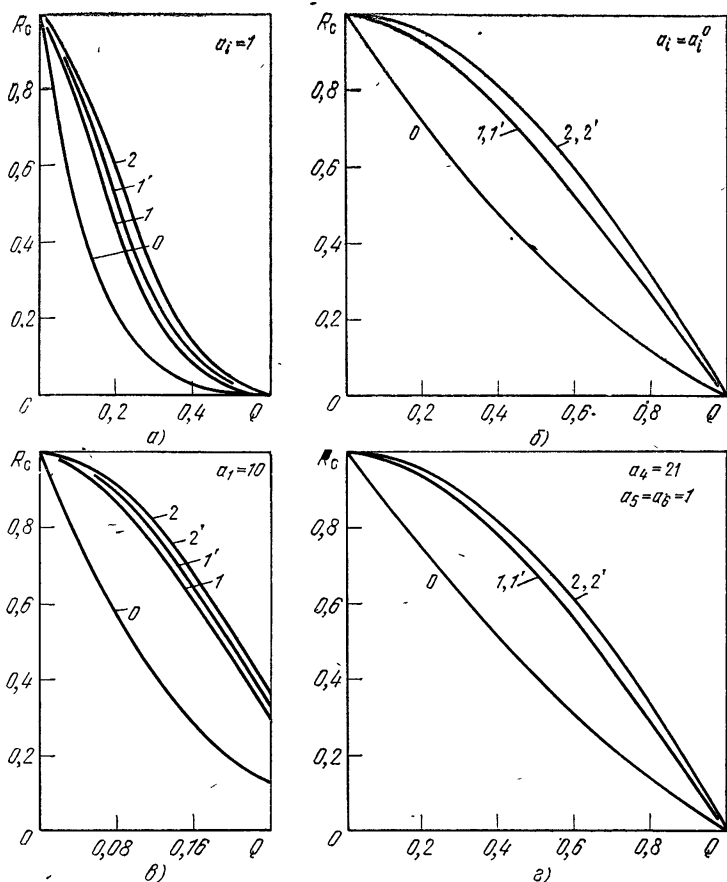 R_c
a_i = 1
0,8
0,6
0,4
0,2
0
2
1'
1
0
0,2
0,4
Q
а)
R_c
a_i = a_i^0
0,8
0,6
0,4
0,2
0
0
1,1'
2,2'
0,2
0,4
0,6
0,8
Q
б)
R_c
a_1 = 10
0,8
0,6
0,4
0,2
0
2
2'
1'
1
0
0,08
0,16
Q
в)
R_c
a_4 = 21
a_5 = a_6 = 1
0,8
0,6
0,4
0,2
0
0
1,1'
2,2'
0,2
0,4
0,6
0,8
Q
г)